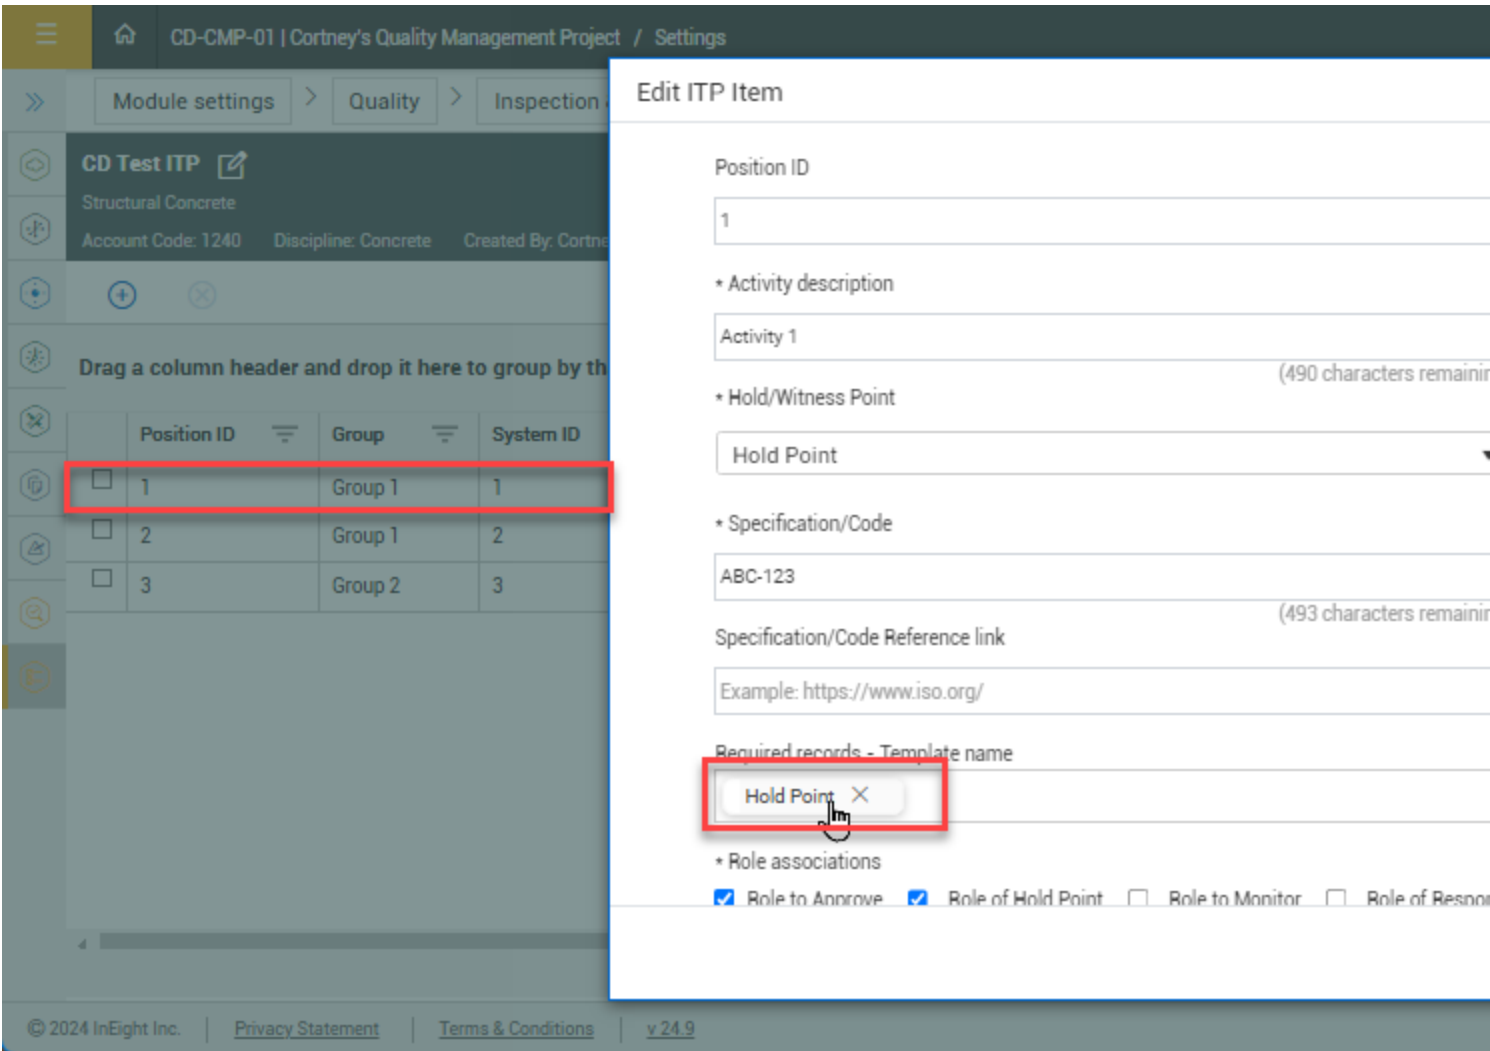 CD-CMP-01 | Cortney's Quality Management Project / Settings
Module settings > Quality > Inspection
Edit ITP Item
CD Test ITP
Structural Concrete
Account Code: 1240 Discipline: Concrete Created By:
Drag a column header and drop it here to group by
Position ID Group System ID
1 Group 1 1
2 Group 1 2
3 Group 2 3
Position ID
1
* Activity description
Activity 1
(490 characters
* Hold/Witness Point
Hold Point
* Specification/Code
ABC-123
(493 characters
Specification/Code Reference link
Example: https://www.iso.org/
Required records - Template name
Hold Point ×
* Role associations
Role to Approve Role of Hold Point Role to Monitor Role of
© 2024 InEight Inc. | Privacy Statement | Terms & Conditions | v 24.9